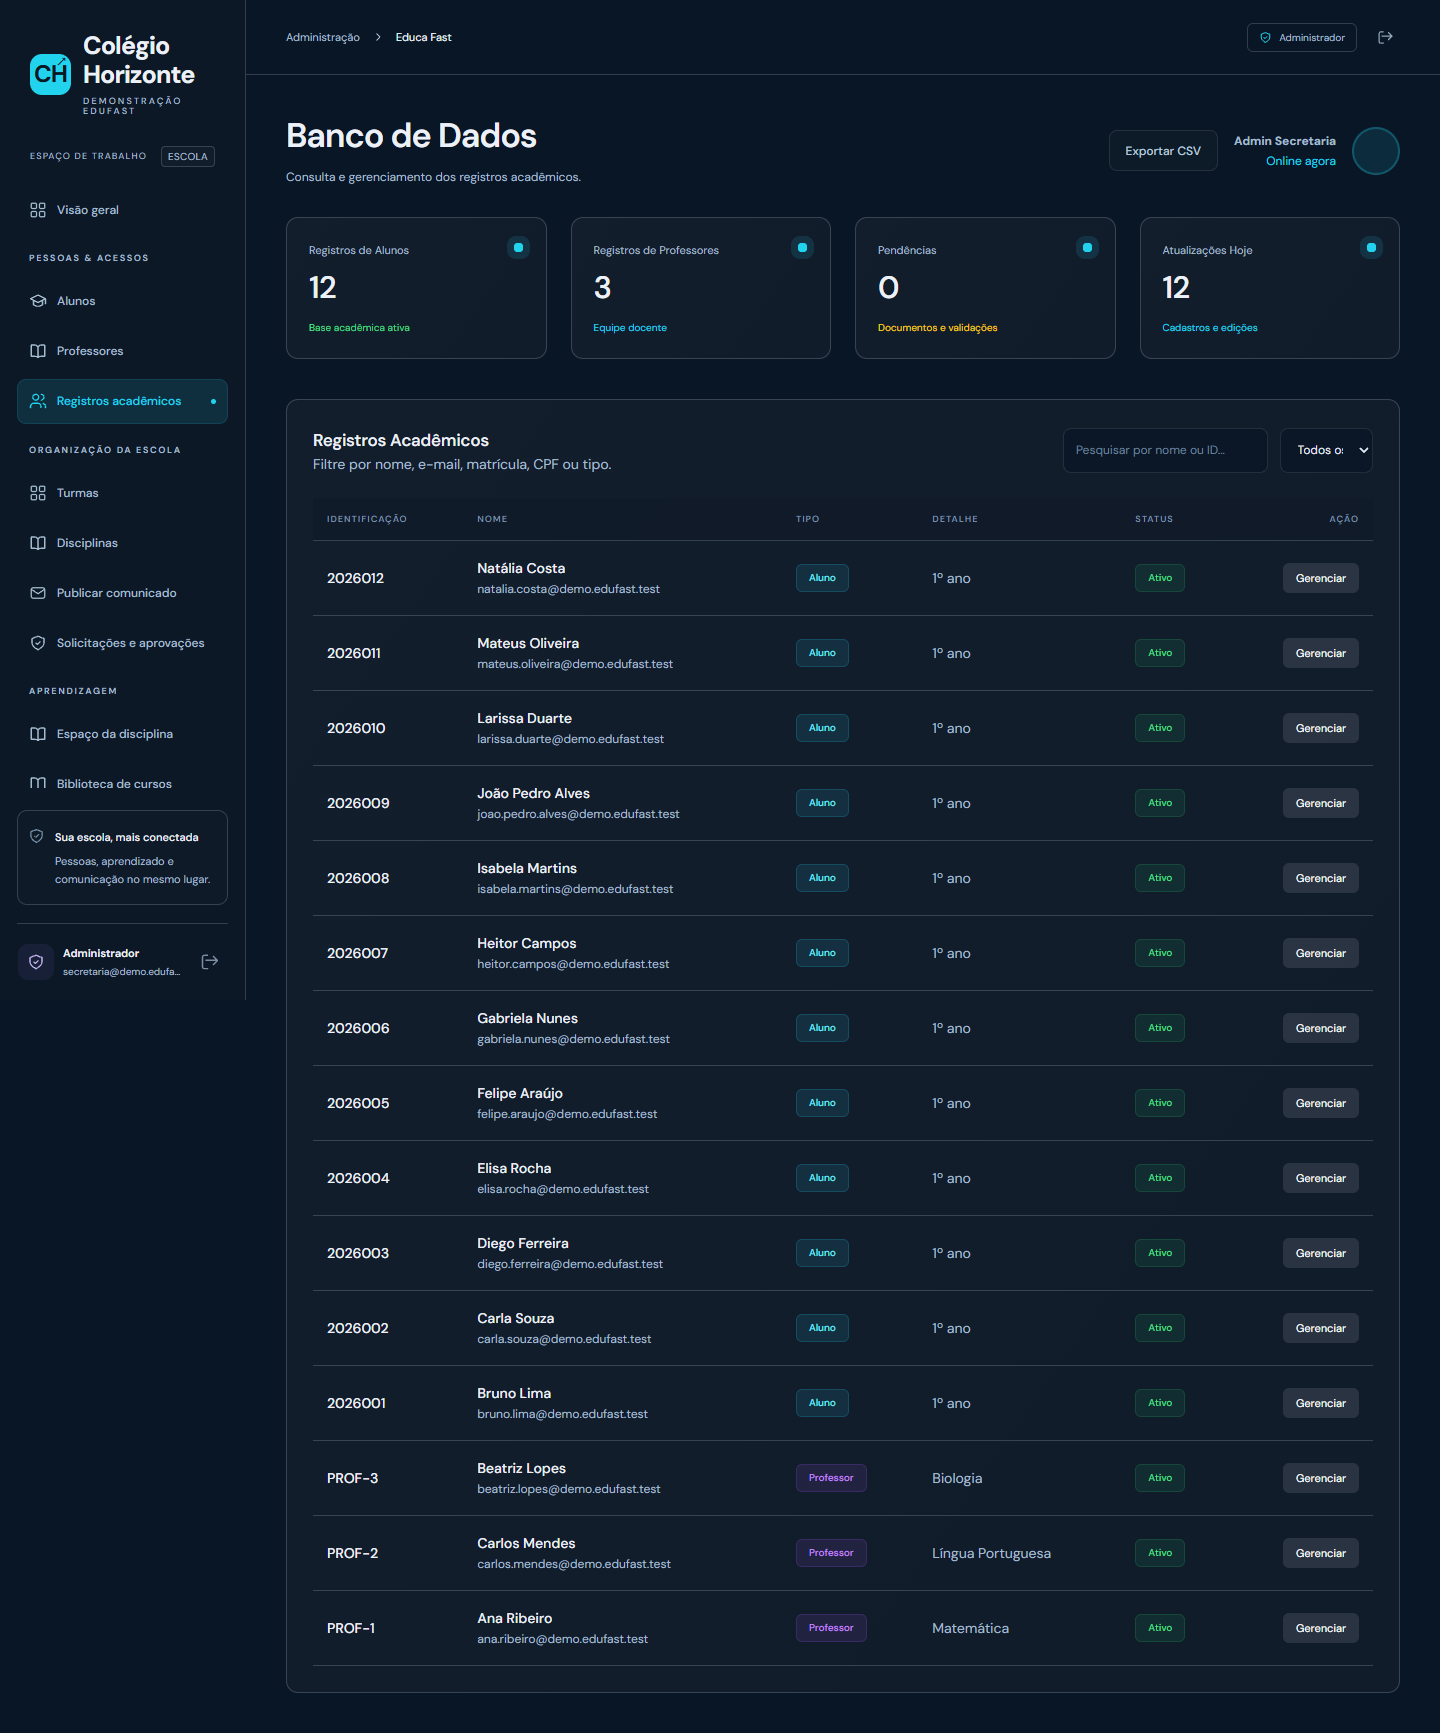 CH
Colégio
Horizonte
DEMONSTRAÇÃO
EDUFAST
ESPAÇO DE TRABALHO ESCOLA
Visão geral
PESSOAS & ACESSOS
Alunos
Professores
Registros acadêmicos
ORGANIZAÇÃO DA ESCOLA
Turmas
Disciplinas
Publicar comunicado
Solicitações e aprovações
APRENDIZAGEM
Espaço da disciplina
Biblioteca de cursos
Sua escola, mais conectada
Pessoas, aprendizado e
comunicação no mesmo lugar.
Administrador
secretaria@demo.edufa...
Administração > Educa Fast
Administrador
Banco de Dados
Consulta e gerenciamento dos registros acadêmicos.
Exportar CSV
Admin Secretaria
Online agora
Registros de Alunos
12
Base acadêmica ativa
Registros de Professores
3
Equipe docente
Pendências
0
Documentos e validações
Atualizações Hoje
12
Cadastros e edições
Registros Acadêmicos
Filtre por nome, e-mail, matrícula, CPF ou tipo.
Pesquisar por nome ou ID...
Todos os
IDENTIFICAÇÃO NOME TIPO DETALHE STATUS AÇÃO
2026012 Natália Costa Aluno 1º ano Ativo Gerenciar
natalia.costa@demo.edufast.test
2026011 Mateus Oliveira Aluno 1º ano Ativo Gerenciar
mateus.oliveira@demo.edufast.test
2026010 Larissa Duarte Aluno 1º ano Ativo Gerenciar
larissa.duarte@demo.edufast.test
2026009 João Pedro Alves Aluno 1º ano Ativo Gerenciar
joao.pedro.alves@demo.edufast.test
2026008 Isabela Martins Aluno 1º ano Ativo Gerenciar
isabela.martins@demo.edufast.test
2026007 Heitor Campos Aluno 1º ano Ativo Gerenciar
heitor.campos@demo.edufast.test
2026006 Gabriela Nunes Aluno 1º ano Ativo Gerenciar
gabriela.nunes@demo.edufast.test
2026005 Felipe Araújo Aluno 1º ano Ativo Gerenciar
felipe.araujo@demo.edufast.test
2026004 Elisa Rocha Aluno 1º ano Ativo Gerenciar
elisa.rocha@demo.edufast.test
2026003 Diego Ferreira Aluno 1º ano Ativo Gerenciar
diego.ferreira@demo.edufast.test
2026002 Carla Souza Aluno 1º ano Ativo Gerenciar
carla.souza@demo.edufast.test
2026001 Bruno Lima Aluno 1º ano Ativo Gerenciar
bruno.lima@demo.edufast.test
PROF-3 Beatriz Lopes Professor Biologia Ativo Gerenciar
beatriz.lopes@demo.edufast.test
PROF-2 Carlos Mendes Professor Língua Portuguesa Ativo Gerenciar
carlos.mendes@demo.edufast.test
PROF-1 Ana Ribeiro Professor Matemática Ativo Gerenciar
ana.ribeiro@demo.edufast.test